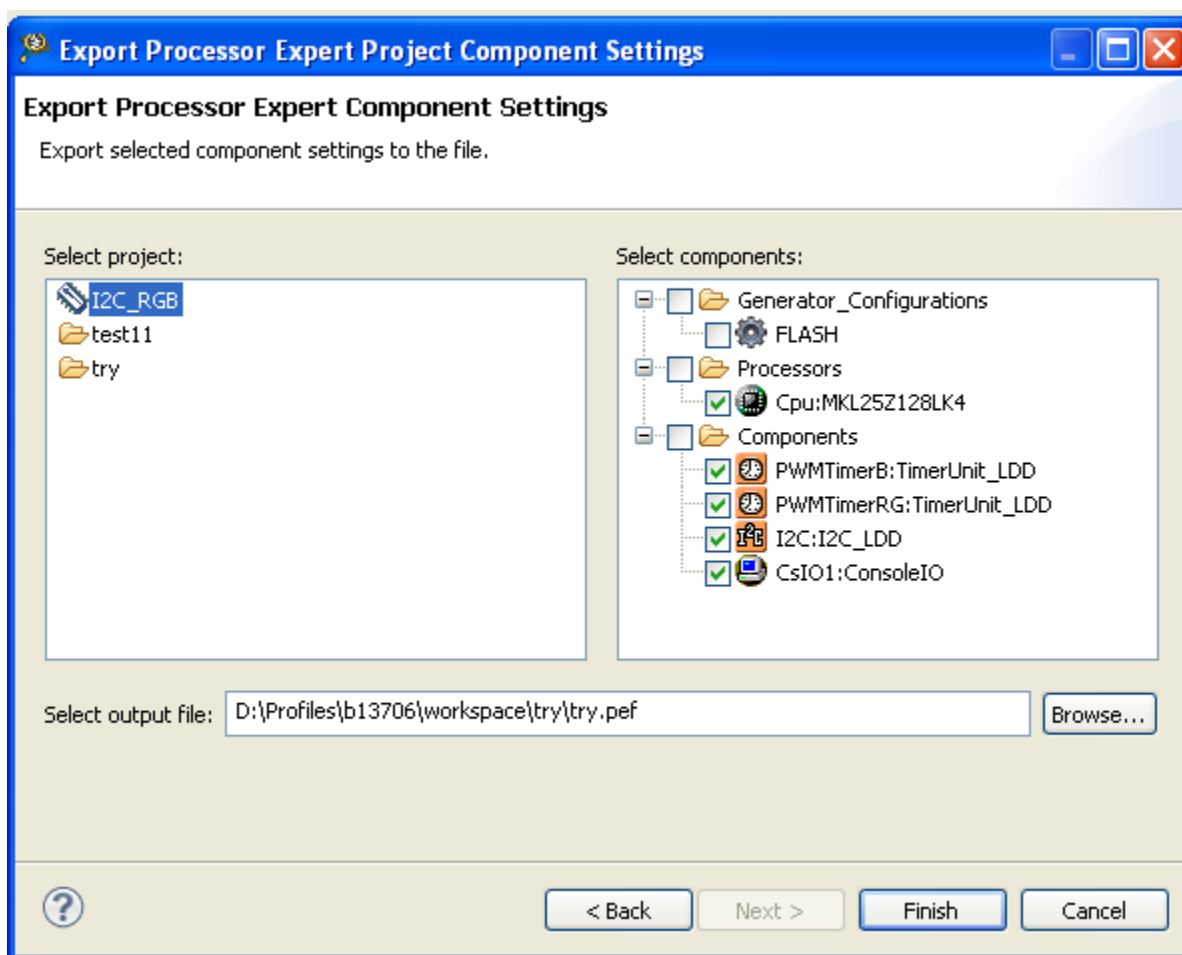 Export Processor Expert Project Component Settings
Export Processor Expert Component Settings
Export selected component settings to the file.
Select project:
I2C_RGB
test11
try
Select components:
Generator_Configurations
FLASH
Processors
Cpu:MKL25Z128LK4
Components
PWMTimerB:TimerUnit_LDD
PWMTimerRG:TimerUnit_LDD
I2C:I2C_LDD
CsIO1:ConsoleIO
Select output file: D:\Profiles\b13706\workspace\try\try.pef Browse...
? < Back Next > Finish Cancel